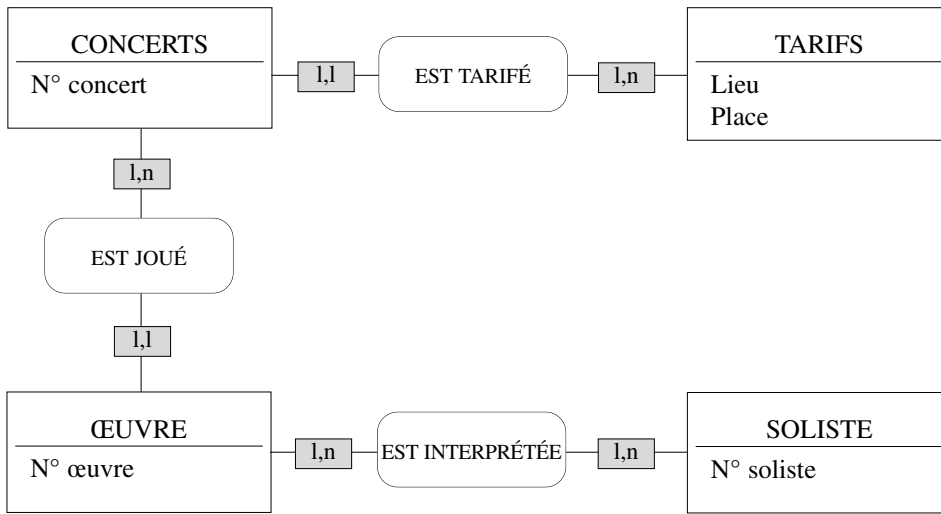 CONCERTS
N° concert
l,l
EST TARIFÉ
l,n
TARIFS
Lieu
Place
l,n
EST JOUÉ
l,l
ŒUVRE
N° œuvre
l,n
EST INTERPRÉTÉE
l,n
SOLISTE
N° soliste